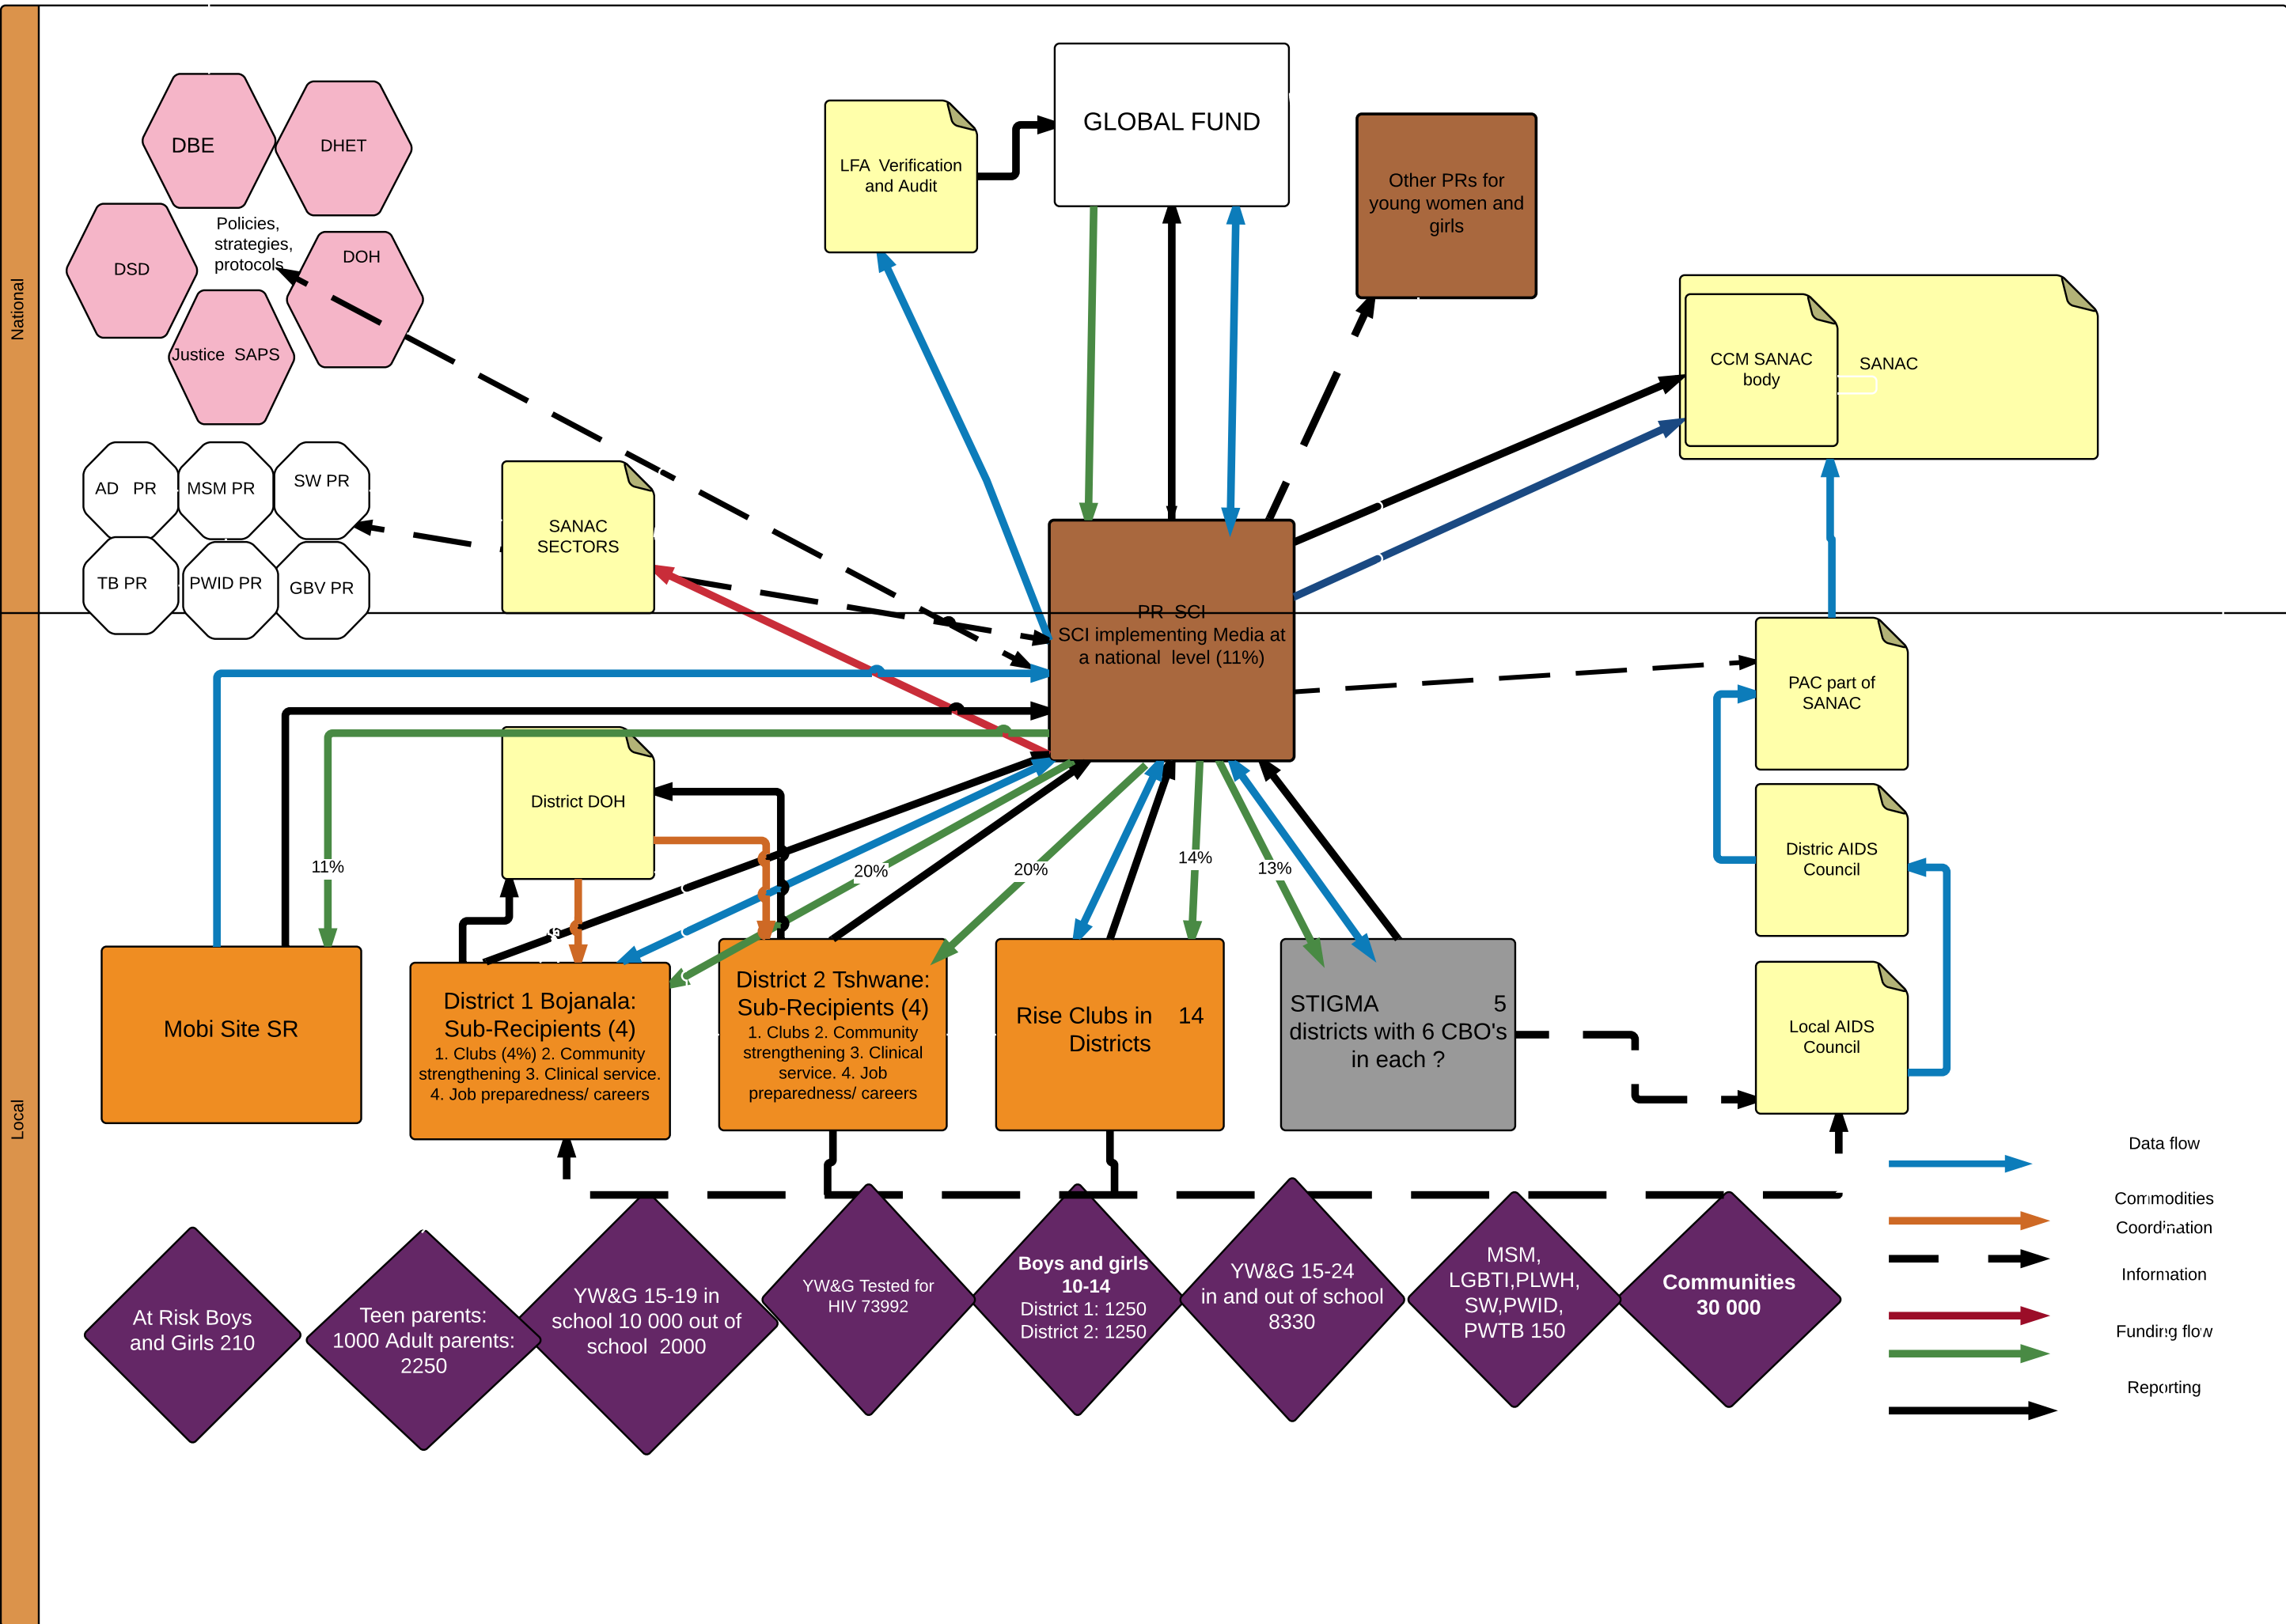 National
DBE
DHET
DSD
Policies,
strategies,
protocols
DOH
Justice SAPS
AD PR
MSM PR
SW PR
TB PR
PWID PR
GBV PR
SANAC
SECTORS
LFA Verification
and Audit
GLOBAL FUND
Other PRs for
young women and
girls
CCM SANAC
body
SANAC
PR SCI
SCI implementing Media at
a national level (11%)
Local
PAC part of
SANAC
District DOH
Distric AIDS
Council
Local AIDS
Council
11%
20%
20%
14%
13%
Mobi Site SR
District 1 Bojanala:
Sub-Recipients (4)
1. Clubs (4%) 2. Community
strengthening 3. Clinical service.
4. Job preparedness/ careers
District 2 Tshwane:
Sub-Recipients (4)
1. Clubs 2. Community
strengthening 3. Clinical
service. 4. Job
preparedness/ careers
Rise Clubs in 14
Districts
STIGMA 5
districts with 6 CBO's
in each ?
At Risk Boys
and Girls 210
Teen parents:
1000 Adult parents:
2250
YW&G 15-19 in
school 10 000 out of
school 2000
YW&G Tested for
HIV 73992
Boys and girls
10-14
District 1: 1250
District 2: 1250
YW&G 15-24
in and out of school
8330
MSM,
LGBTI,PLWH,
SW,PWID,
PWTB 150
Communities
30 000
Data flow
Commodities
Coordination
Information
Funding flow
Reporting